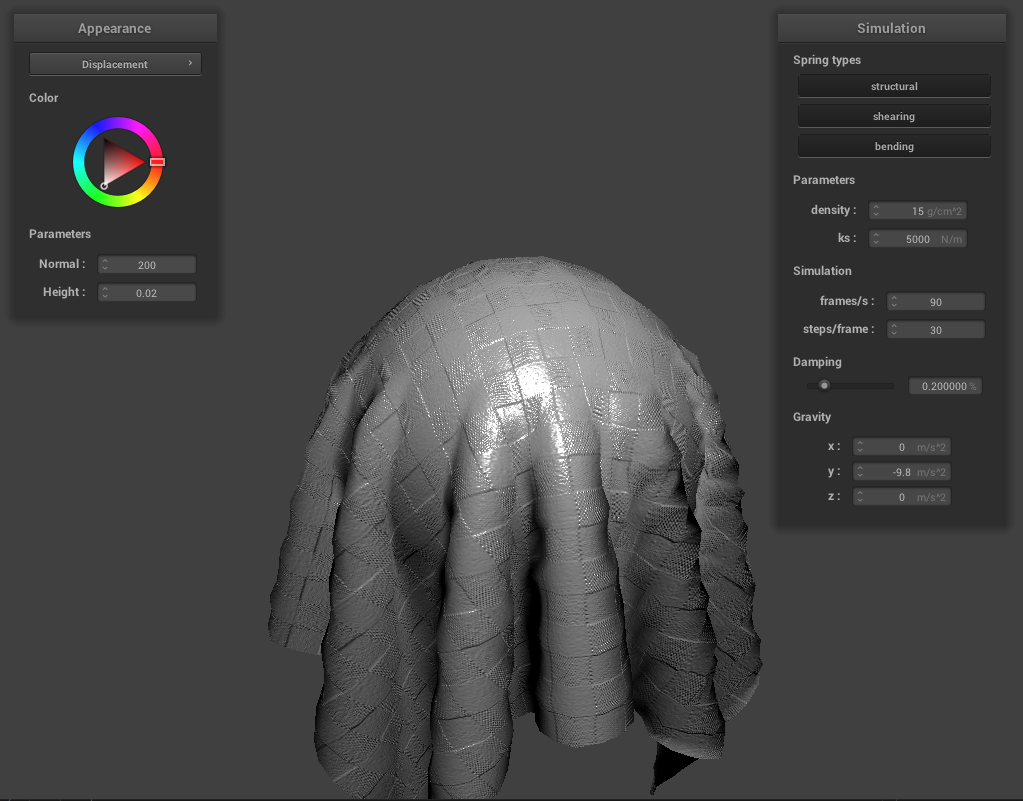 Appearance
Displacement
Color
Parameters
Normal : 200
Height : 0.02
Simulation
Spring types
structural
shearing
bending
Parameters
density : 15 g/cm^2
ks : 5000 N/m
Simulation
frames/s : 90
steps/frame : 30
Damping
0.200000 %
Gravity
x : 0 m/s^2
y : -9.8 m/s^2
z : 0 m/s^2